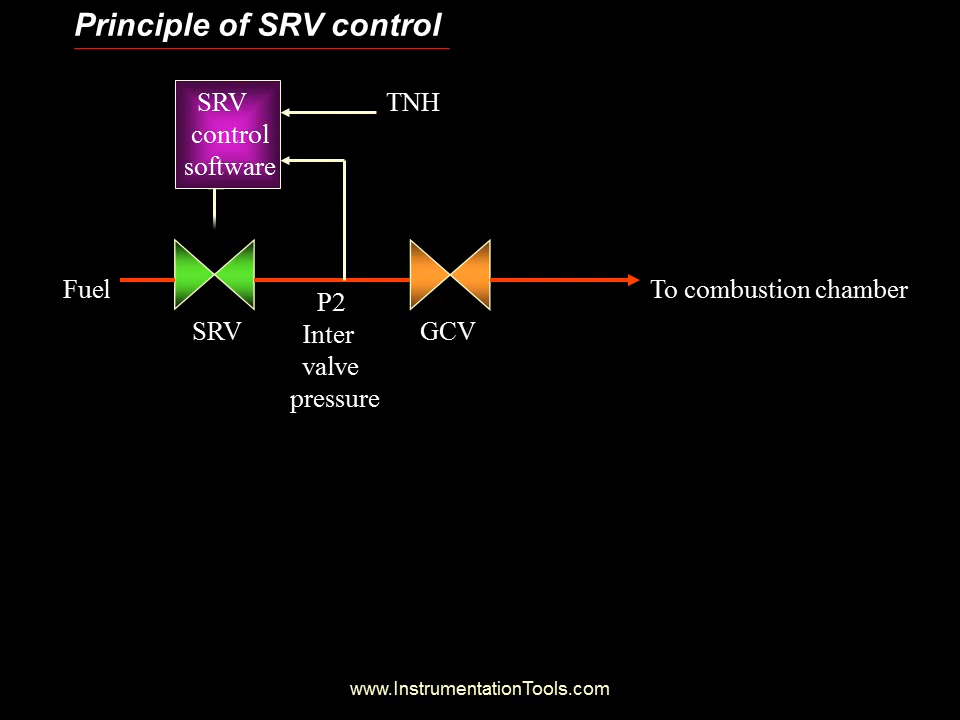 Principle of SRV control
SRV
control
software
TNH
Fuel
SRV
P2
Inter
valve
pressure
GCV
To combustion chamber
www.InstrumentationTools.com